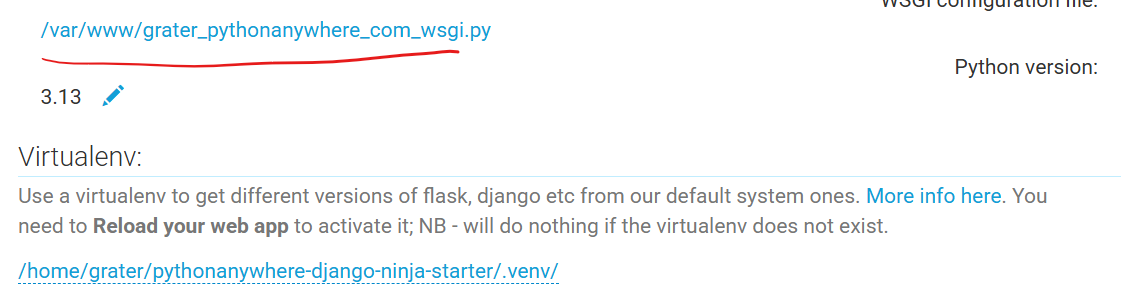 WSGI configuration file:
/var/www/grater_pythonanywhere_com_wsgi.py
Python version:
3.13
Virtualenv:
Use a virtualenv to get different versions of flask, django etc from our default system ones. More info here. You
need to Reload your web app to activate it; NB - will do nothing if the virtualenv does not exist.
/home/grater/pythonanywhere-django-ninja-starter/.venv/